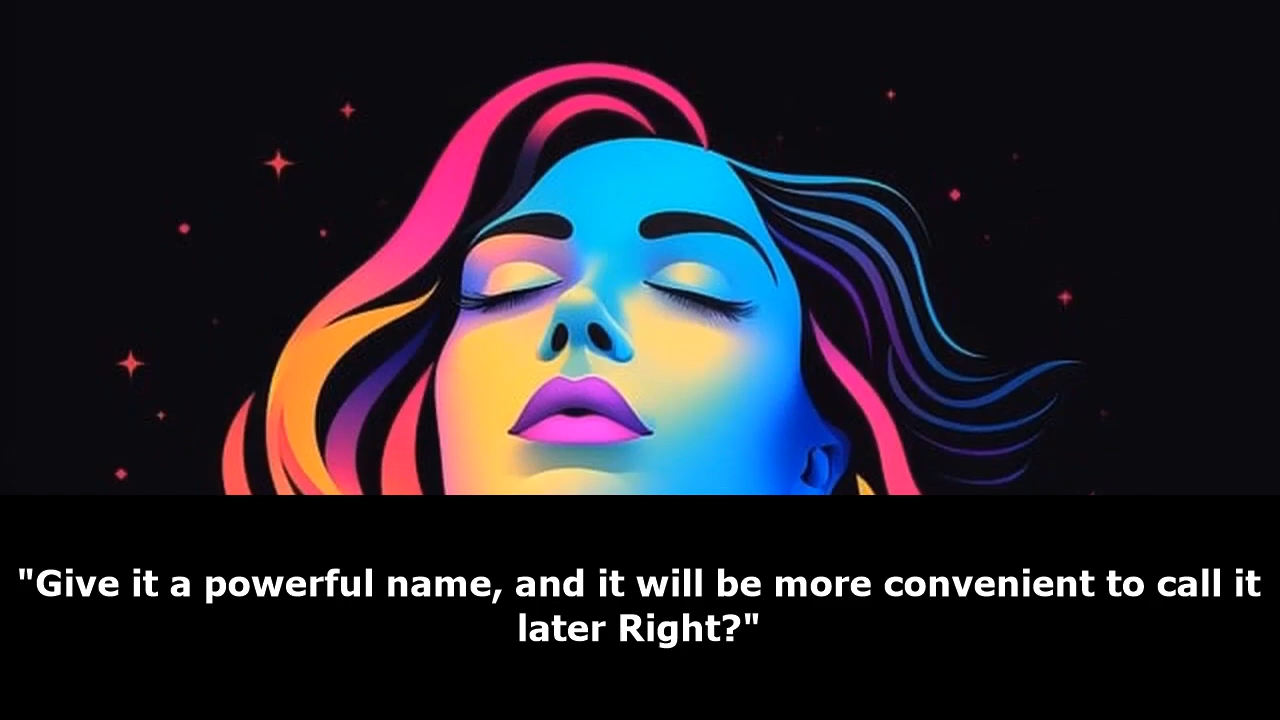 "Give it a powerful name, and it will be more convenient to call it
later Right?"